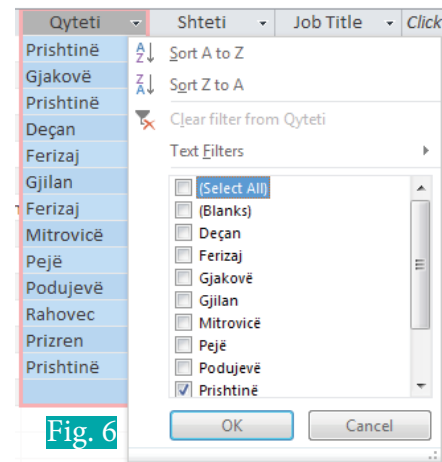 Qyteti Shteti Job Title Click
Prishtinë
Gjakovë
Prishtinë
Deçan
Ferizaj
Gjilan
Ferizaj
Mitrovicë
Pejë
Podujevë
Rahovec
Prizren
Prishtinë
Sort A to Z
Sort Z to A
Clear filter from Qyteti
Text Filters
(Select All)
(Blanks)
Deçan
Ferizaj
Gjakovë
Gjilan
Mitrovicë
Pejë
Podujevë
Prishtinë
OK Cancel
Fig. 6